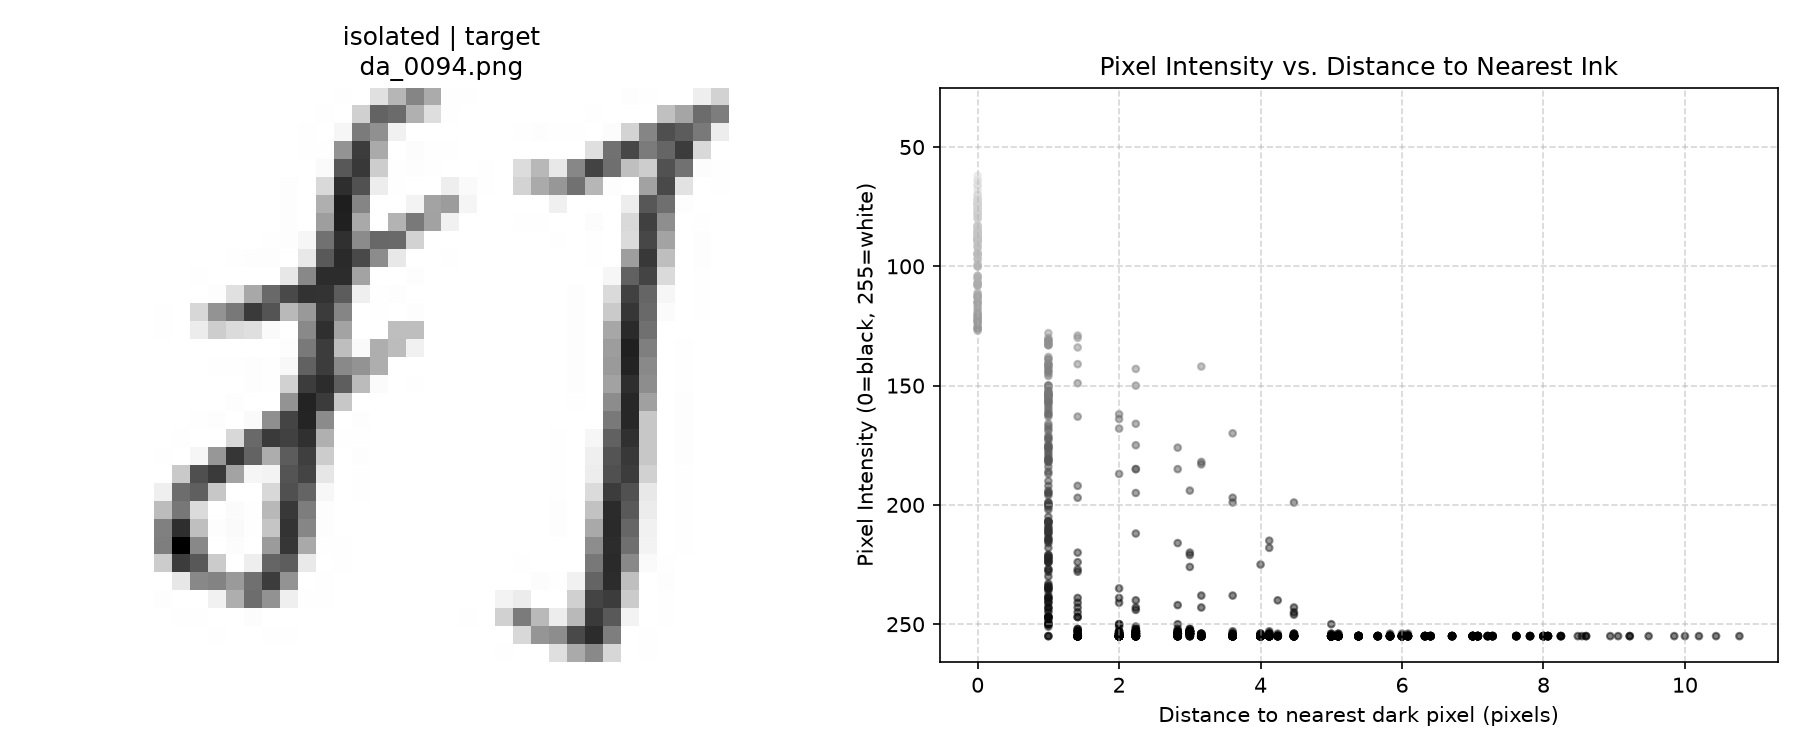 isolated | target
da_0094.png
打
Pixel Intensity vs. Distance to Nearest Ink
Pixel Intensity (0=black, 255=white)
50
100
150
200
250
0 2 4 6 8 10
Distance to nearest dark pixel (pixels)